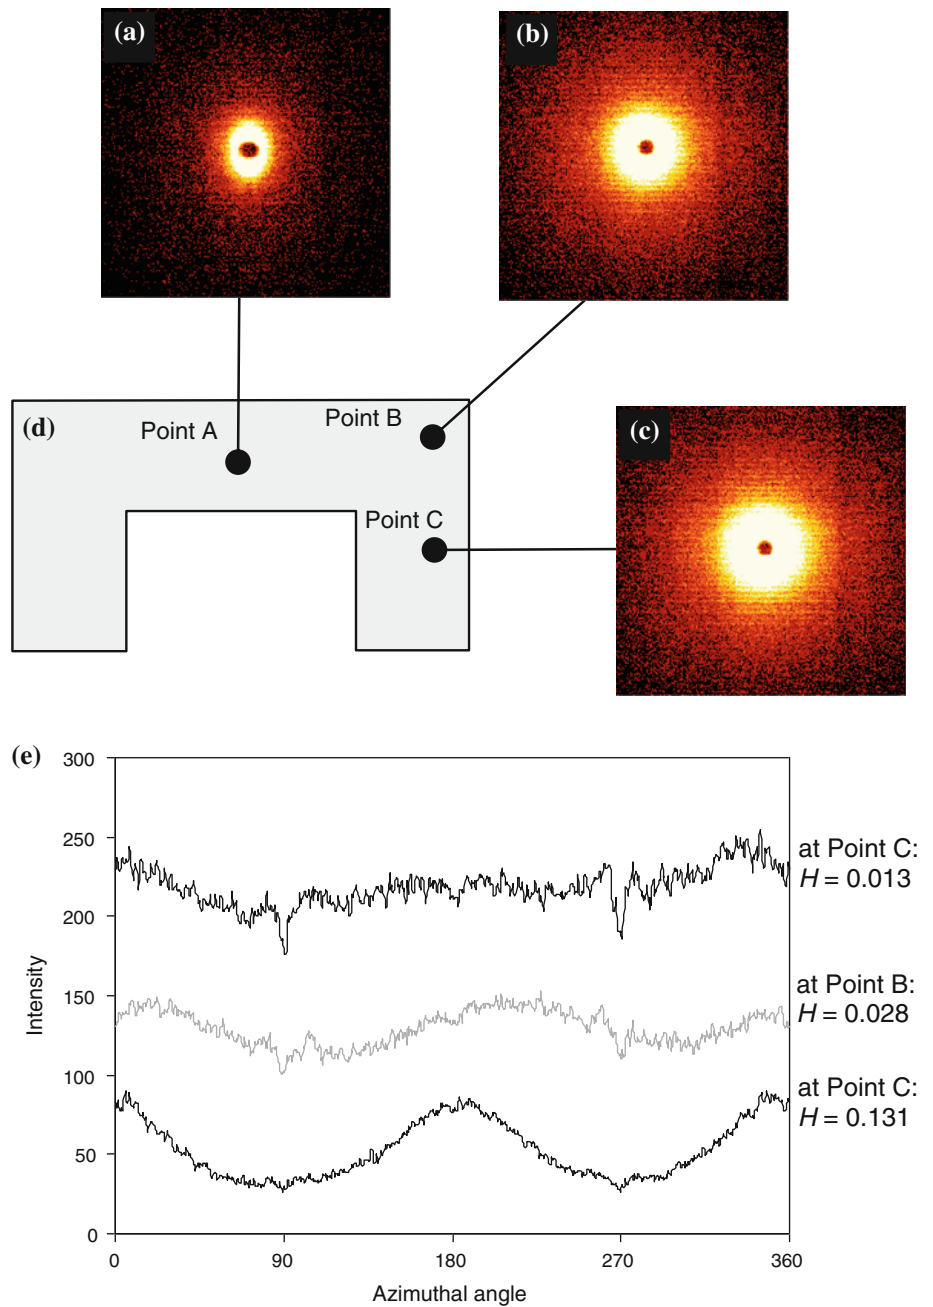 (a)
(b)
(d)
Point A
Point B
(c)
Point C
(e)
300
250
200
150
100
50
0
Intensity
0
90
180
270
360
Azimuthal angle
at Point C:
H = 0.013
at Point B:
H = 0.028
at Point C:
H = 0.131